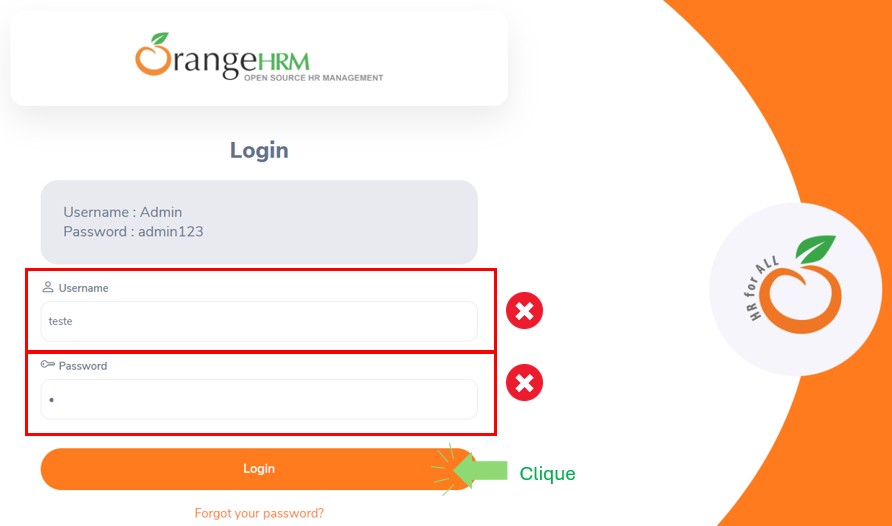 OrangeHRM
OPEN SOURCE HR MANAGEMENT
Login
Username : Admin
Password : admin123
Username
teste
Password
•
Login
Clique
Forgot your password?
HR for ALL